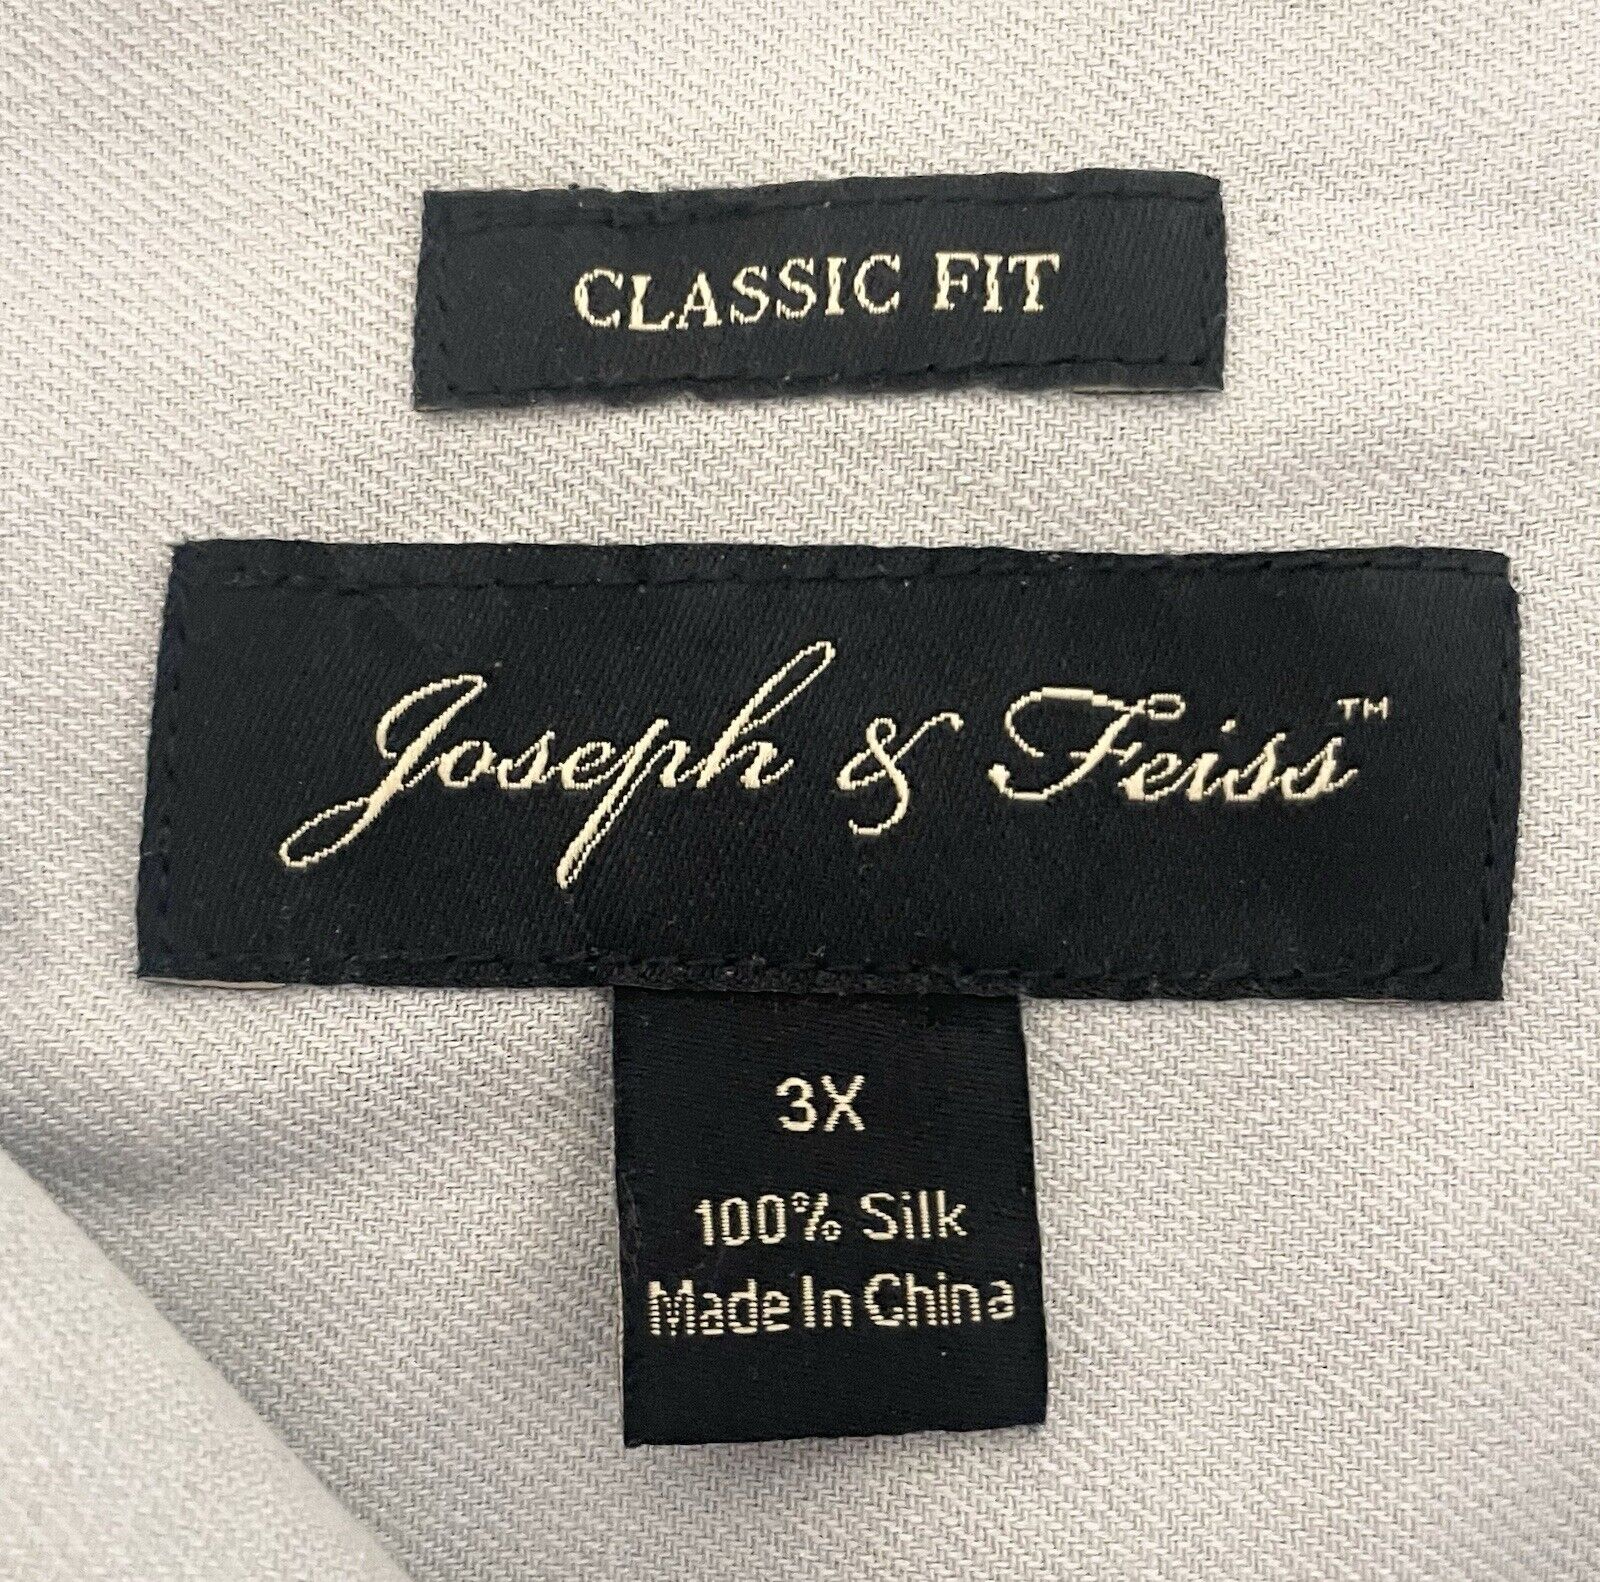 CLASSIC FIT
Joseph & Feiss™
3X
100% Silk
Made In China